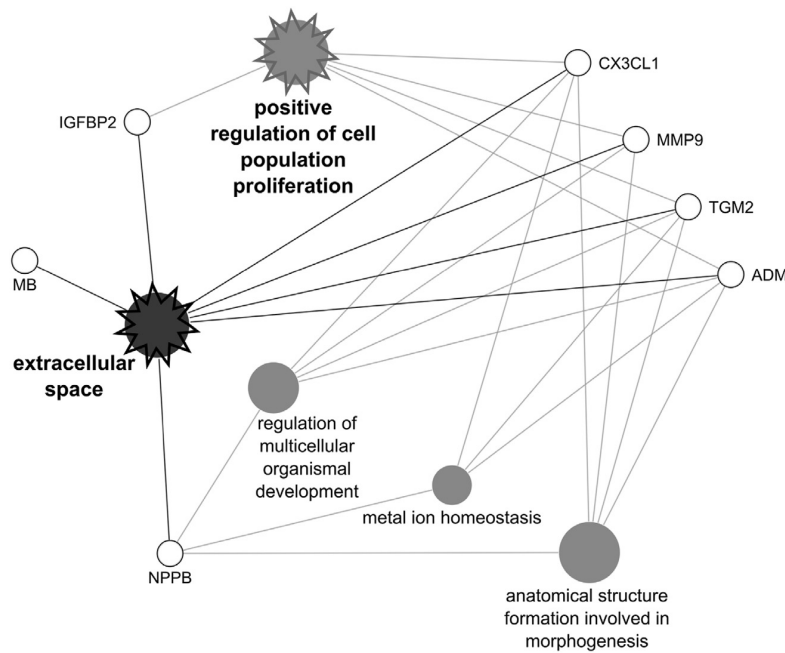 CX3CL1
positive
regulation of cell
population
proliferation
IGFBP2
MMP9
TGM2
MB
ADM
extracellular
space
regulation of
multicellular
organismal
development
metal ion homeostasis
NPPB
anatomical structure
formation involved in
morphogenesis